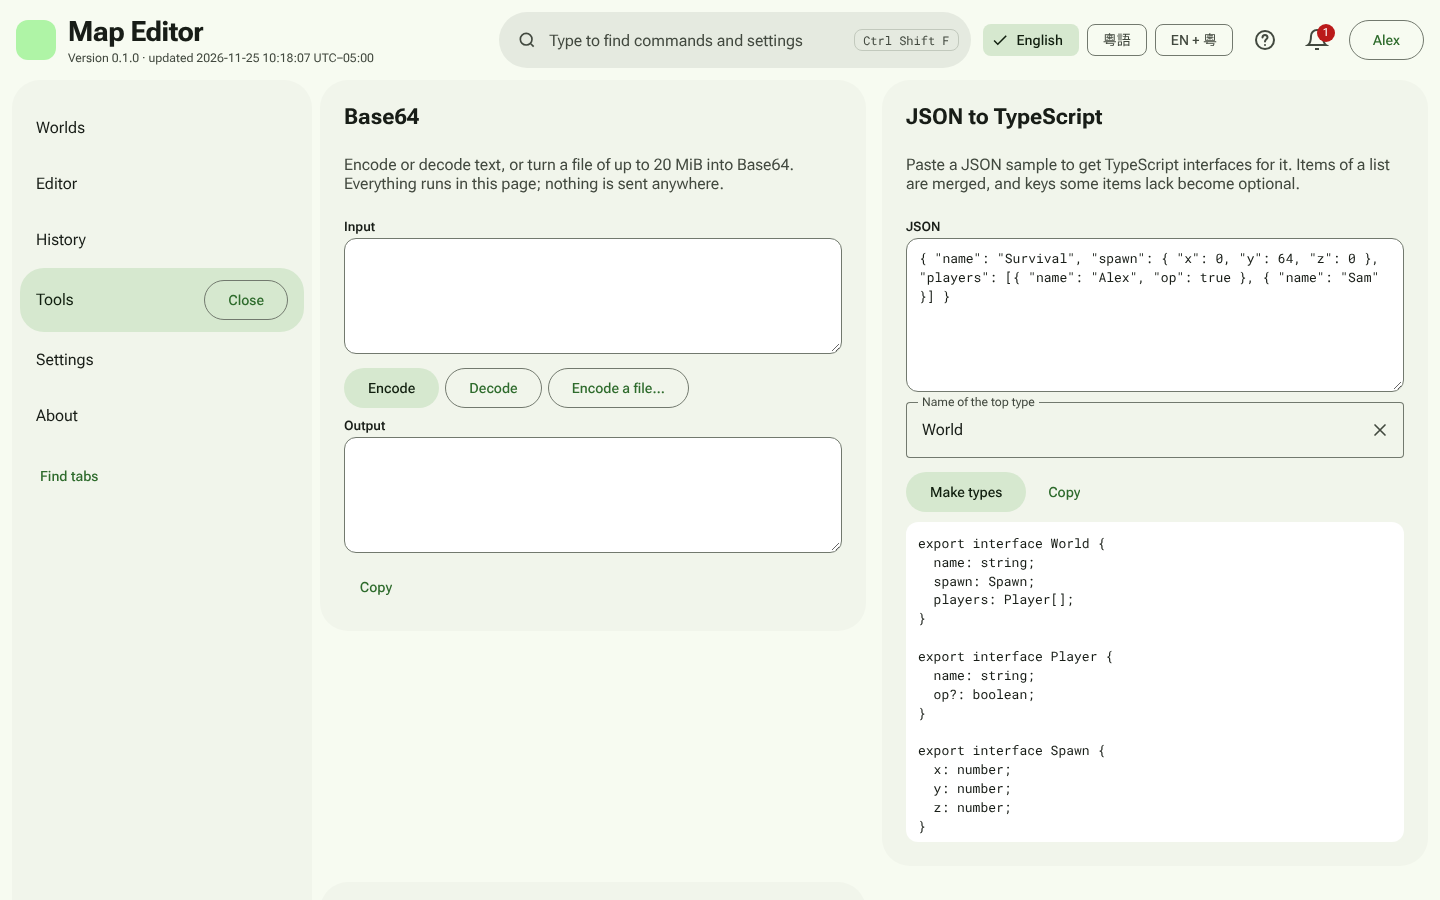 Map Editor
Version 0.1.0 · updated 2026-11-25 10:18:07 UTC−05:00
Type to find commands and settings
Ctrl Shift F
English
粵語
EN + 粵
1
Alex
Worlds
Editor
History
Tools
Close
Settings
About
Find tabs
Base64
Encode or decode text, or turn a file of up to 20 MiB into Base64.
Everything runs in this page; nothing is sent anywhere.
Input
Encode
Decode
Encode a file…
Output
Copy
JSON to TypeScript
Paste a JSON sample to get TypeScript interfaces for it. Items of a list
are merged, and keys some items lack become optional.
JSON
{ "name": "Survival", "spawn": { "x": 0, "y": 64, "z": 0 },
"players": [{ "name": "Alex", "op": true }, { "name": "Sam"
}] }
Name of the top type
World
Make types
Copy
export interface World {
  name: string;
  spawn: Spawn;
  players: Player[];
}
export interface Player {
  name: string;
  op?: boolean;
}
export interface Spawn {
  x: number;
  y: number;
  z: number;
}